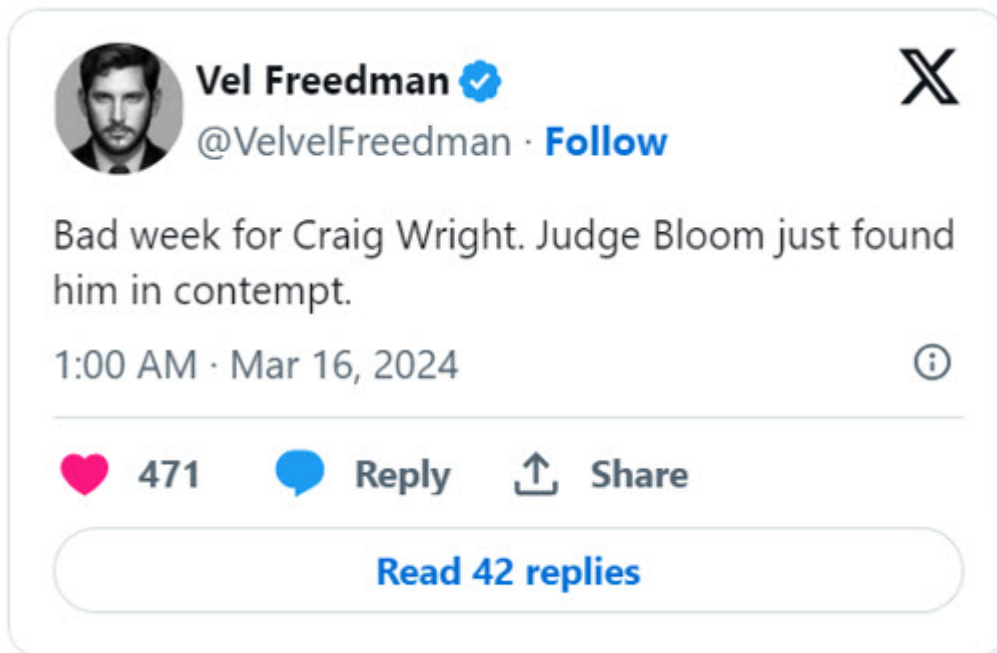 Vel Freedman
@VelvelFreedman · Follow
Bad week for Craig Wright. Judge Bloom just found
him in contempt.
1:00 AM · Mar 16, 2024
471 Reply Share
Read 42 replies